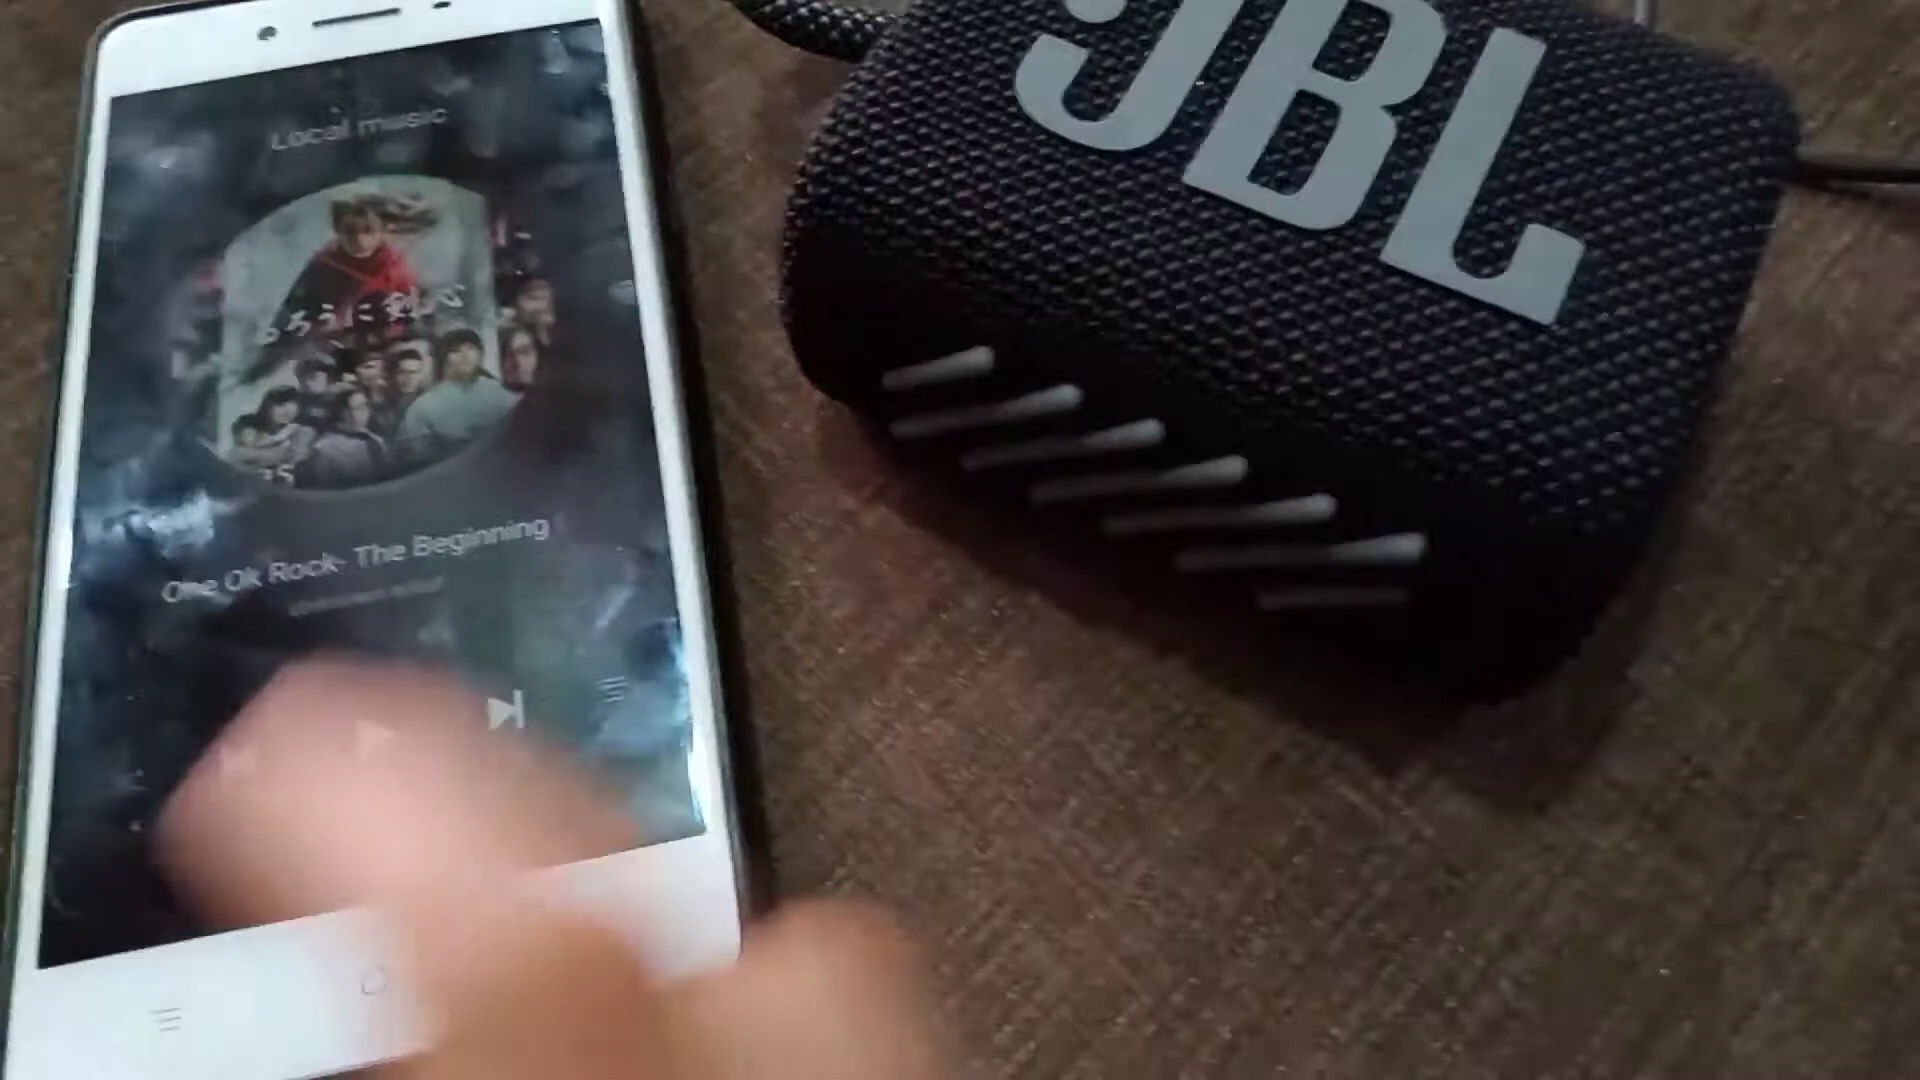 JBL
Local music
るろうに剣心
One Ok Rock- The Beginning